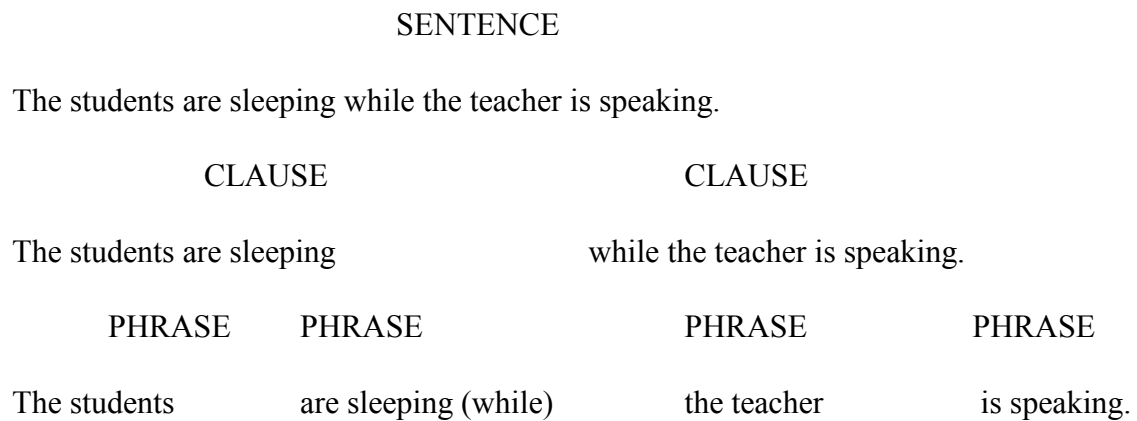 SENTENCE
The students are sleeping while the teacher is speaking.
CLAUSE CLAUSE
The students are sleeping while the teacher is speaking.
PHRASE PHRASE PHRASE PHRASE
The students are sleeping (while) the teacher is speaking.